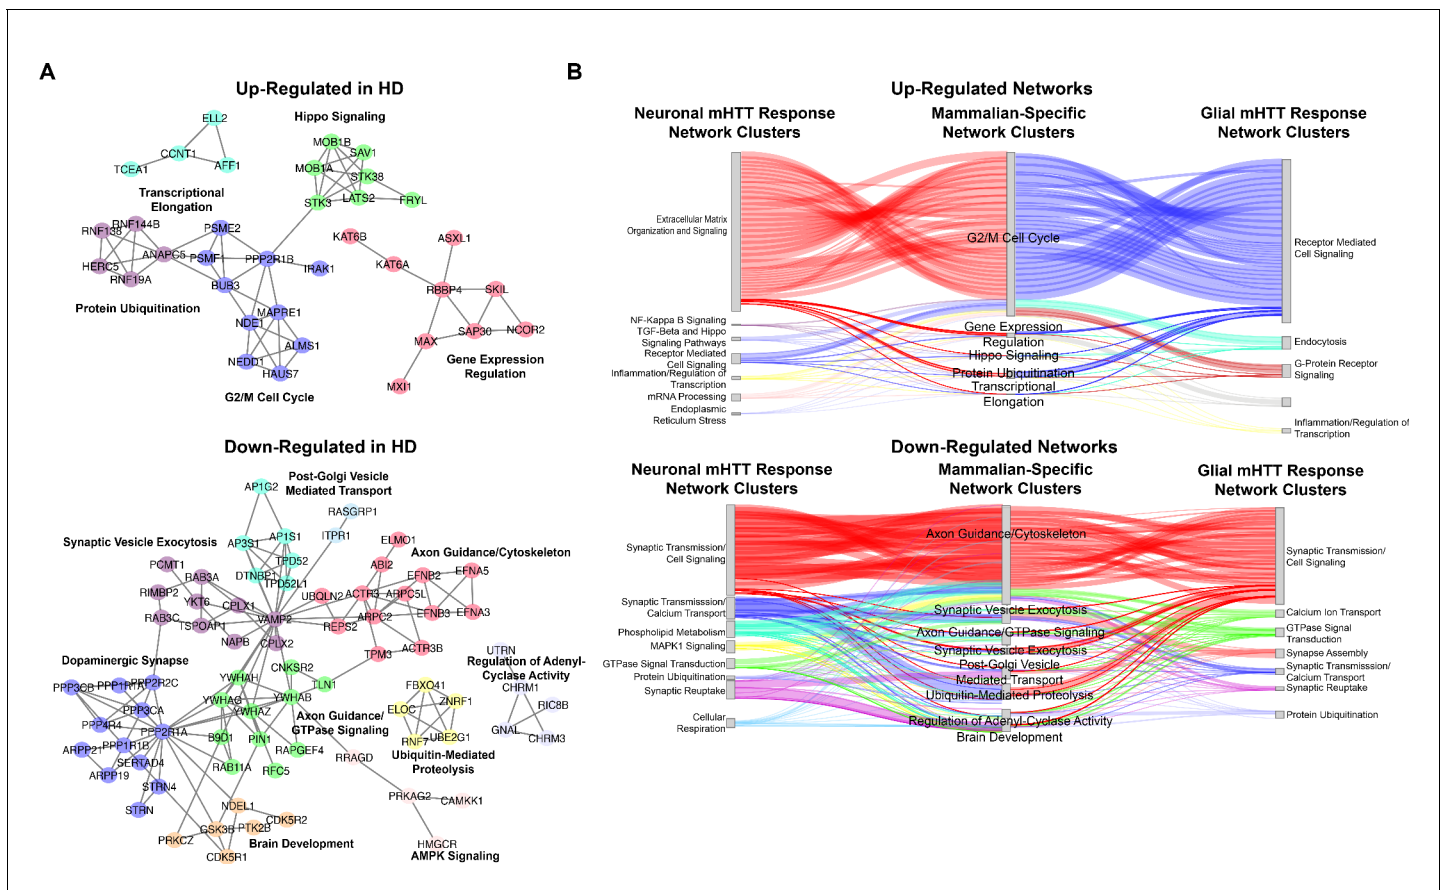 A
Up-Regulated in HD
Hippo Signaling
ELL2
CCNT1
TCEA1
AFF1
MOB1B
SAV1
MOB1A
STK38
STK3
LATS2
FRYL
Transcriptional
Elongation
RNF138
RNF144B
ANAPC5
HERC5
RNF19A
Protein Ubiquitination
PSME2
PSMF1
PPP2R1B
IRAK1
BUB3
MAPRE1
NDE1
ALMS1
NEDD1
HAUS7
G2/M Cell Cycle
KAT6B
ASXL1
KAT6A
RBBP4
SKIL
SAP30
NCOR2
MAX
MXI1
Gene Expression
Regulation
Down-Regulated in HD
Post-Golgi Vesicle
Mediated Transport
AP1G2
RASGRP1
AP3S1
AP1S1
ITPR1
TPD52
DTNBP1
TPD52L1
Synaptic Vesicle Exocytosis
PCMT1
RAB3A
RIMBP2
YKT6
CPLX1
RAB3C
TSPOAP1
VAMP2
NAPB
CPLX2
Axon Guidance/Cytoskeleton
ELMO1
ABI2
EFNB2
EFNA5
UBQLN2
ACTR3
ARPC5L
REPS2
ARPC2
EFNB3
EFNA3
TPM3
ACTR3B
Dopaminergic Synapse
PPP3CB
PPP1R1A
PPP2R2C
PPP3CA
PPP4R4
PPP2R1A
ARPP21
PPP1R1B
SERTAD4
ARPP19
STRN4
STRN
CNKSR2
YWHAH
TLN1
YWHAG
YWHAB
YWHAZ
B9D1
PIN1
RAPGEF4
RAB11A
RFC5
Axon Guidance/
GTPase Signaling
UTRN
Regulation of Adenyl-
Cyclase Activity
CHRM1
RIC8B
GNAL
CHRM3
FBXO41
ELOC
ZNRF1
RNF7
UBE2G1
Ubiquitin-Mediated
Proteolysis
RRAGD
PRKAG2
CAMKK1
HMGCR
AMPK Signaling
NDEL1
CDK5R2
GSK3B
PTK2B
PRKCZ
CDK5R1
Brain Development
B
Up-Regulated Networks
Neuronal mHTT Response
Network Clusters
Mammalian-Specific
Network Clusters
Glial mHTT Response
Network Clusters
Extracellular Matrix
Organization and Signaling
NF-Kappa B Signaling
TGF-Beta and Hippo
Signaling Pathways
Receptor Mediated
Cell Signaling
Inflammation/Regulation of
Transcription
mRNA Processing
Endoplasmic
Reticulum Stress
G2/M Cell Cycle
Gene Expression
Regulation
Hippo Signaling
Protein Ubiquitination
Transcriptional
Elongation
Receptor Mediated
Cell Signaling
Endocytosis
G-Protein Receptor
Signaling
Inflammation/Regulation of
Transcription
Down-Regulated Networks
Neuronal mHTT Response
Network Clusters
Mammalian-Specific
Network Clusters
Glial mHTT Response
Network Clusters
Synaptic Transmission/
Cell Signaling
Synaptic Transmisssion/
Calcium Transport
Phospholipid Metabolism
MAPK1 Signaling
GTPase Signal Transduction
Protein Ubiquitination
Synaptic Reuptake
Cellular
Respiration
Axon Guidance/Cytoskeleton
Synaptic Vesicle Exocytosis
Axon Guidance/GTPase Signaling
Synaptic Vesicle Exocytosis
Post-Golgi Vesicle
Mediated Transport
Ubiquilin-Mediated Proteolysis
Regulation of Adenyl-Cyclase Activity
Brain Development
Synaptic Transmission/
Cell Signaling
Calcium Ion Transport
GTPase Signal
Transduction
Synapse Assembly
Synaptic Transmisssion/
Calcium Transport
Synaptic Reuptake
Protein Ubiquitination